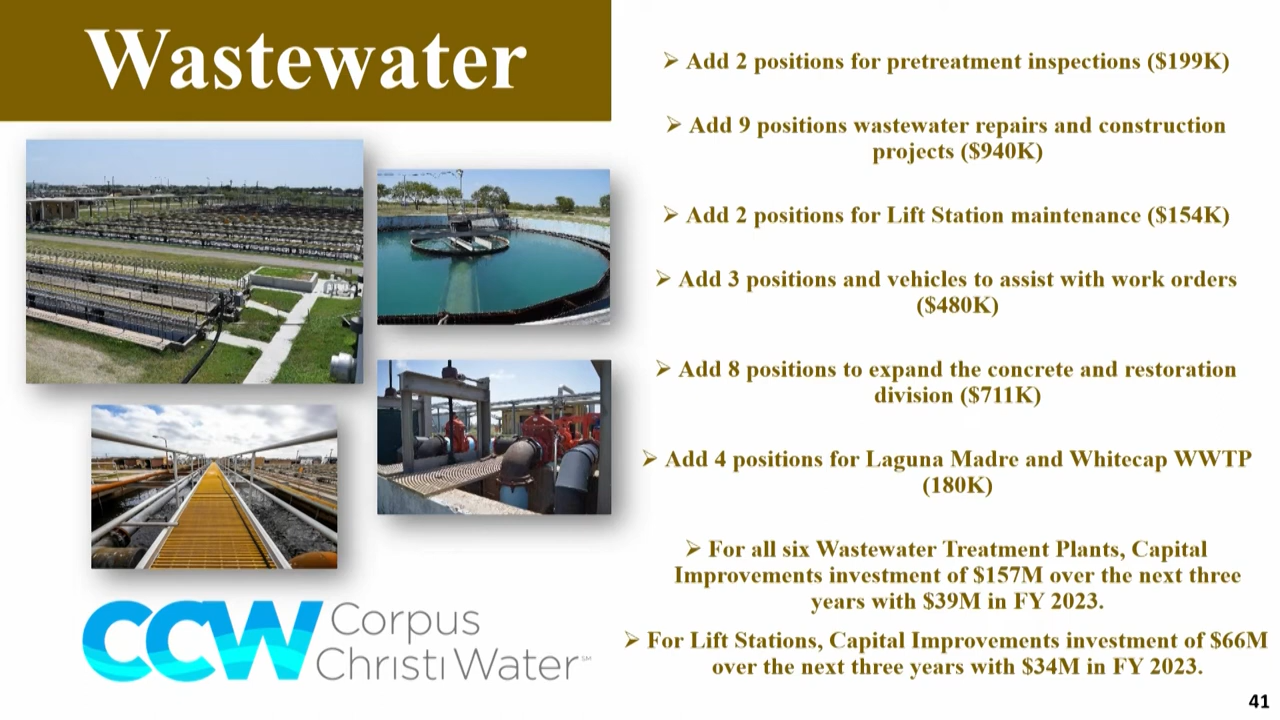 Wastewater
➢ Add 2 positions for pretreatment inspections ($199K)
➢ Add 9 positions wastewater repairs and construction
projects ($940K)
➢ Add 2 positions for Lift Station maintenance ($154K)
➢ Add 3 positions and vehicles to assist with work orders
($480K)
➢ Add 8 positions to expand the concrete and restoration
division ($711K)
➢ Add 4 positions for Laguna Madre and Whitecap WWTP
(180K)
➢ For all six Wastewater Treatment Plants, Capital
Improvements investment of $157M over the next three
years with $39M in FY 2023.
➢ For Lift Stations, Capital Improvements investment of $66M
over the next three years with $34M in FY 2023.
CCW Corpus
Christi Water℠
41